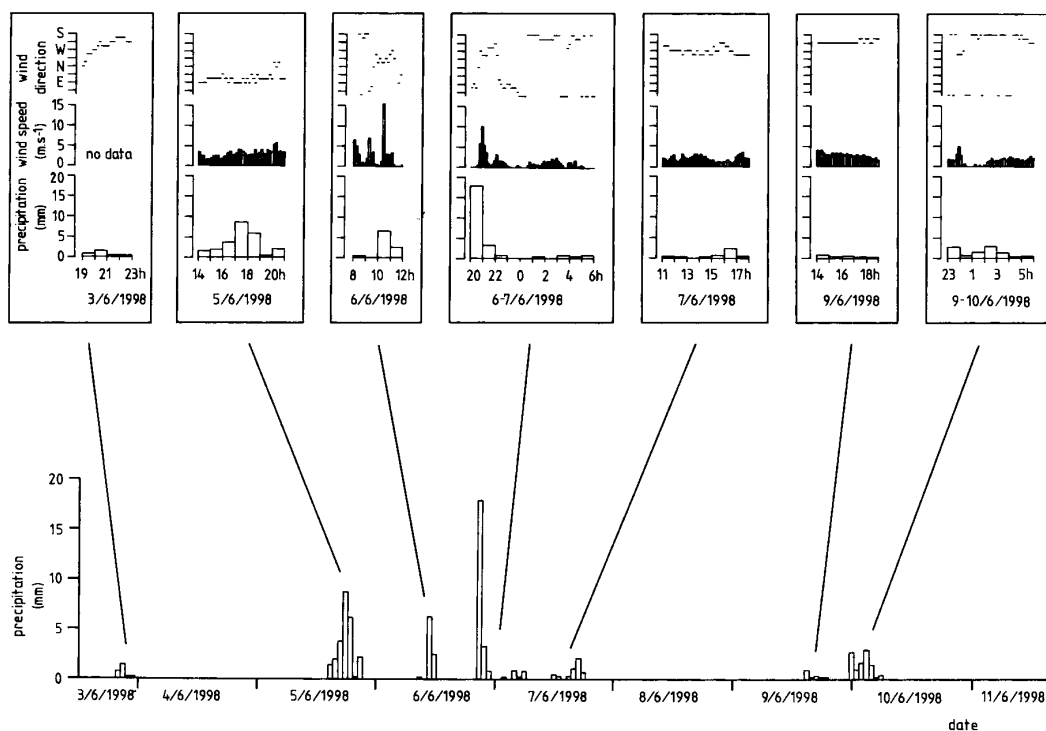 wind direction
S
W
N
E
wind speed (m.s-1)
15
10
5
0
no data
precipitation (mm)
20
15
10
5
0
19 21 23h
14 16 18 20h
8 10 12h
20 22 0 2 4 6h
11 13 15 17h
14 16 18h
23 1 3 5h
3/6/1998
5/6/1998
6/6/1998
6-7/6/1998
7/6/1998
9/6/1998
9-10/6/1998
precipitation (mm)
20
15
10
5
0
3/6/1998 4/6/1998 5/6/1998 6/6/1998 7/6/1998 8/6/1998 9/6/1998 10/6/1998 11/6/1998
date